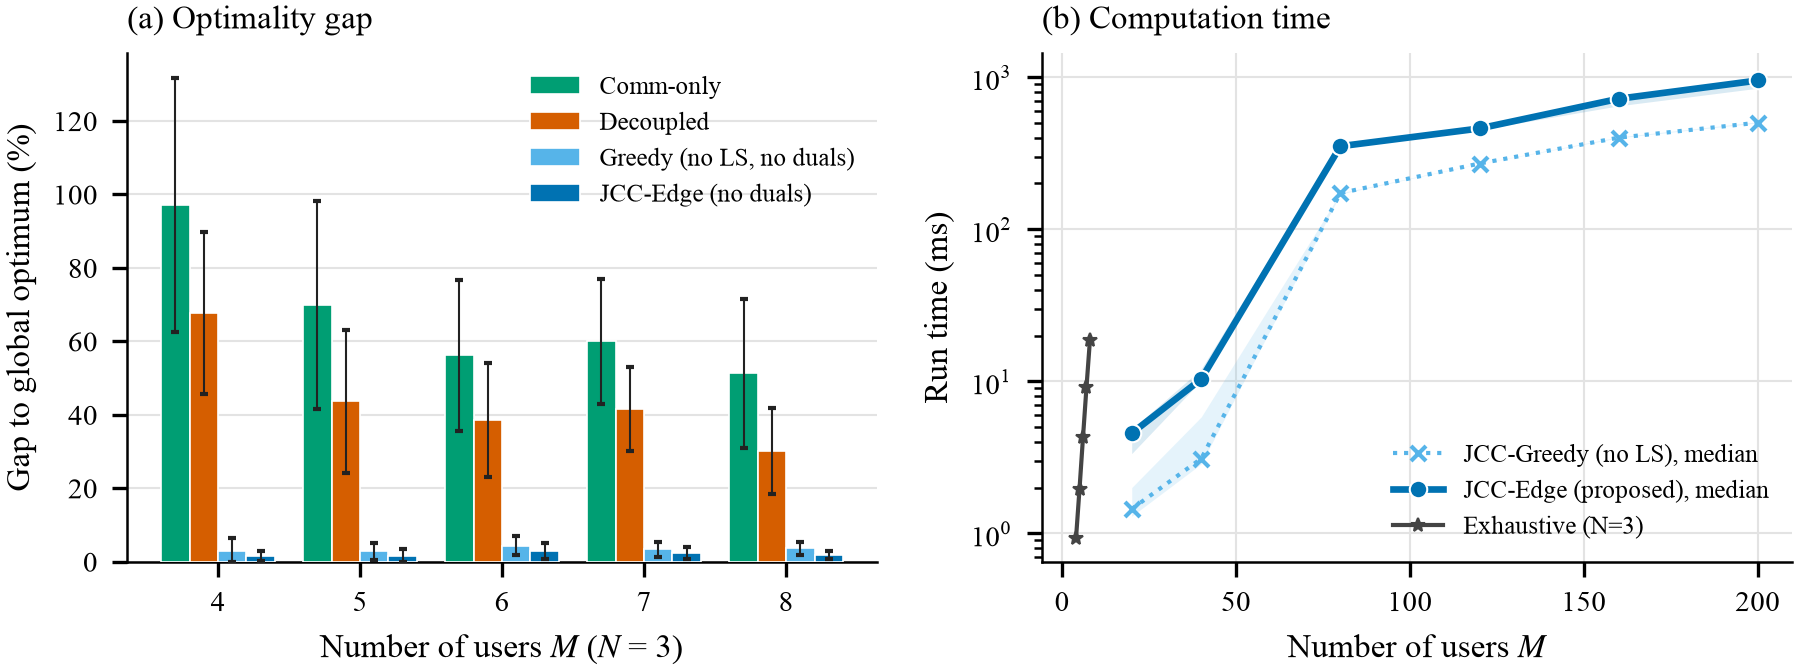 (a) Optimality gap
Gap to global optimum (%)
120
100
80
60
40
20
0
Comm-only
Decoupled
Greedy (no LS, no duals)
JCC-Edge (no duals)
4 5 6 7 8
Number of users M (N = 3)
(b) Computation time
Run time (ms)
10³
10²
10¹
10⁰
JCC-Greedy (no LS), median
JCC-Edge (proposed), median
Exhaustive (N=3)
0 50 100 150 200
Number of users M